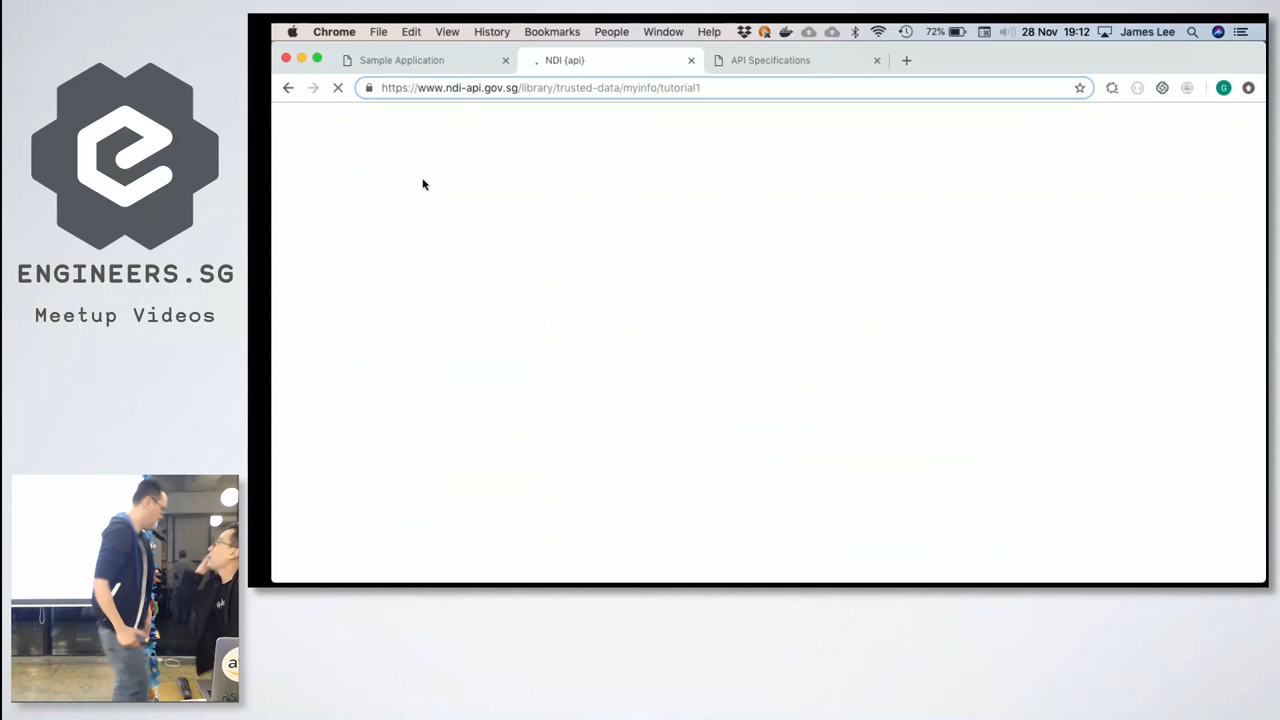 ENGINEERS.SG
Meetup Videos
Chrome File Edit View History Bookmarks People Window Help 72% 28 Nov 19:12 James Lee
Sample Application
NDI {api}
API Specifications
https://www.ndi-api.gov.sg/library/trusted-data/myinfo/tutorial1
G